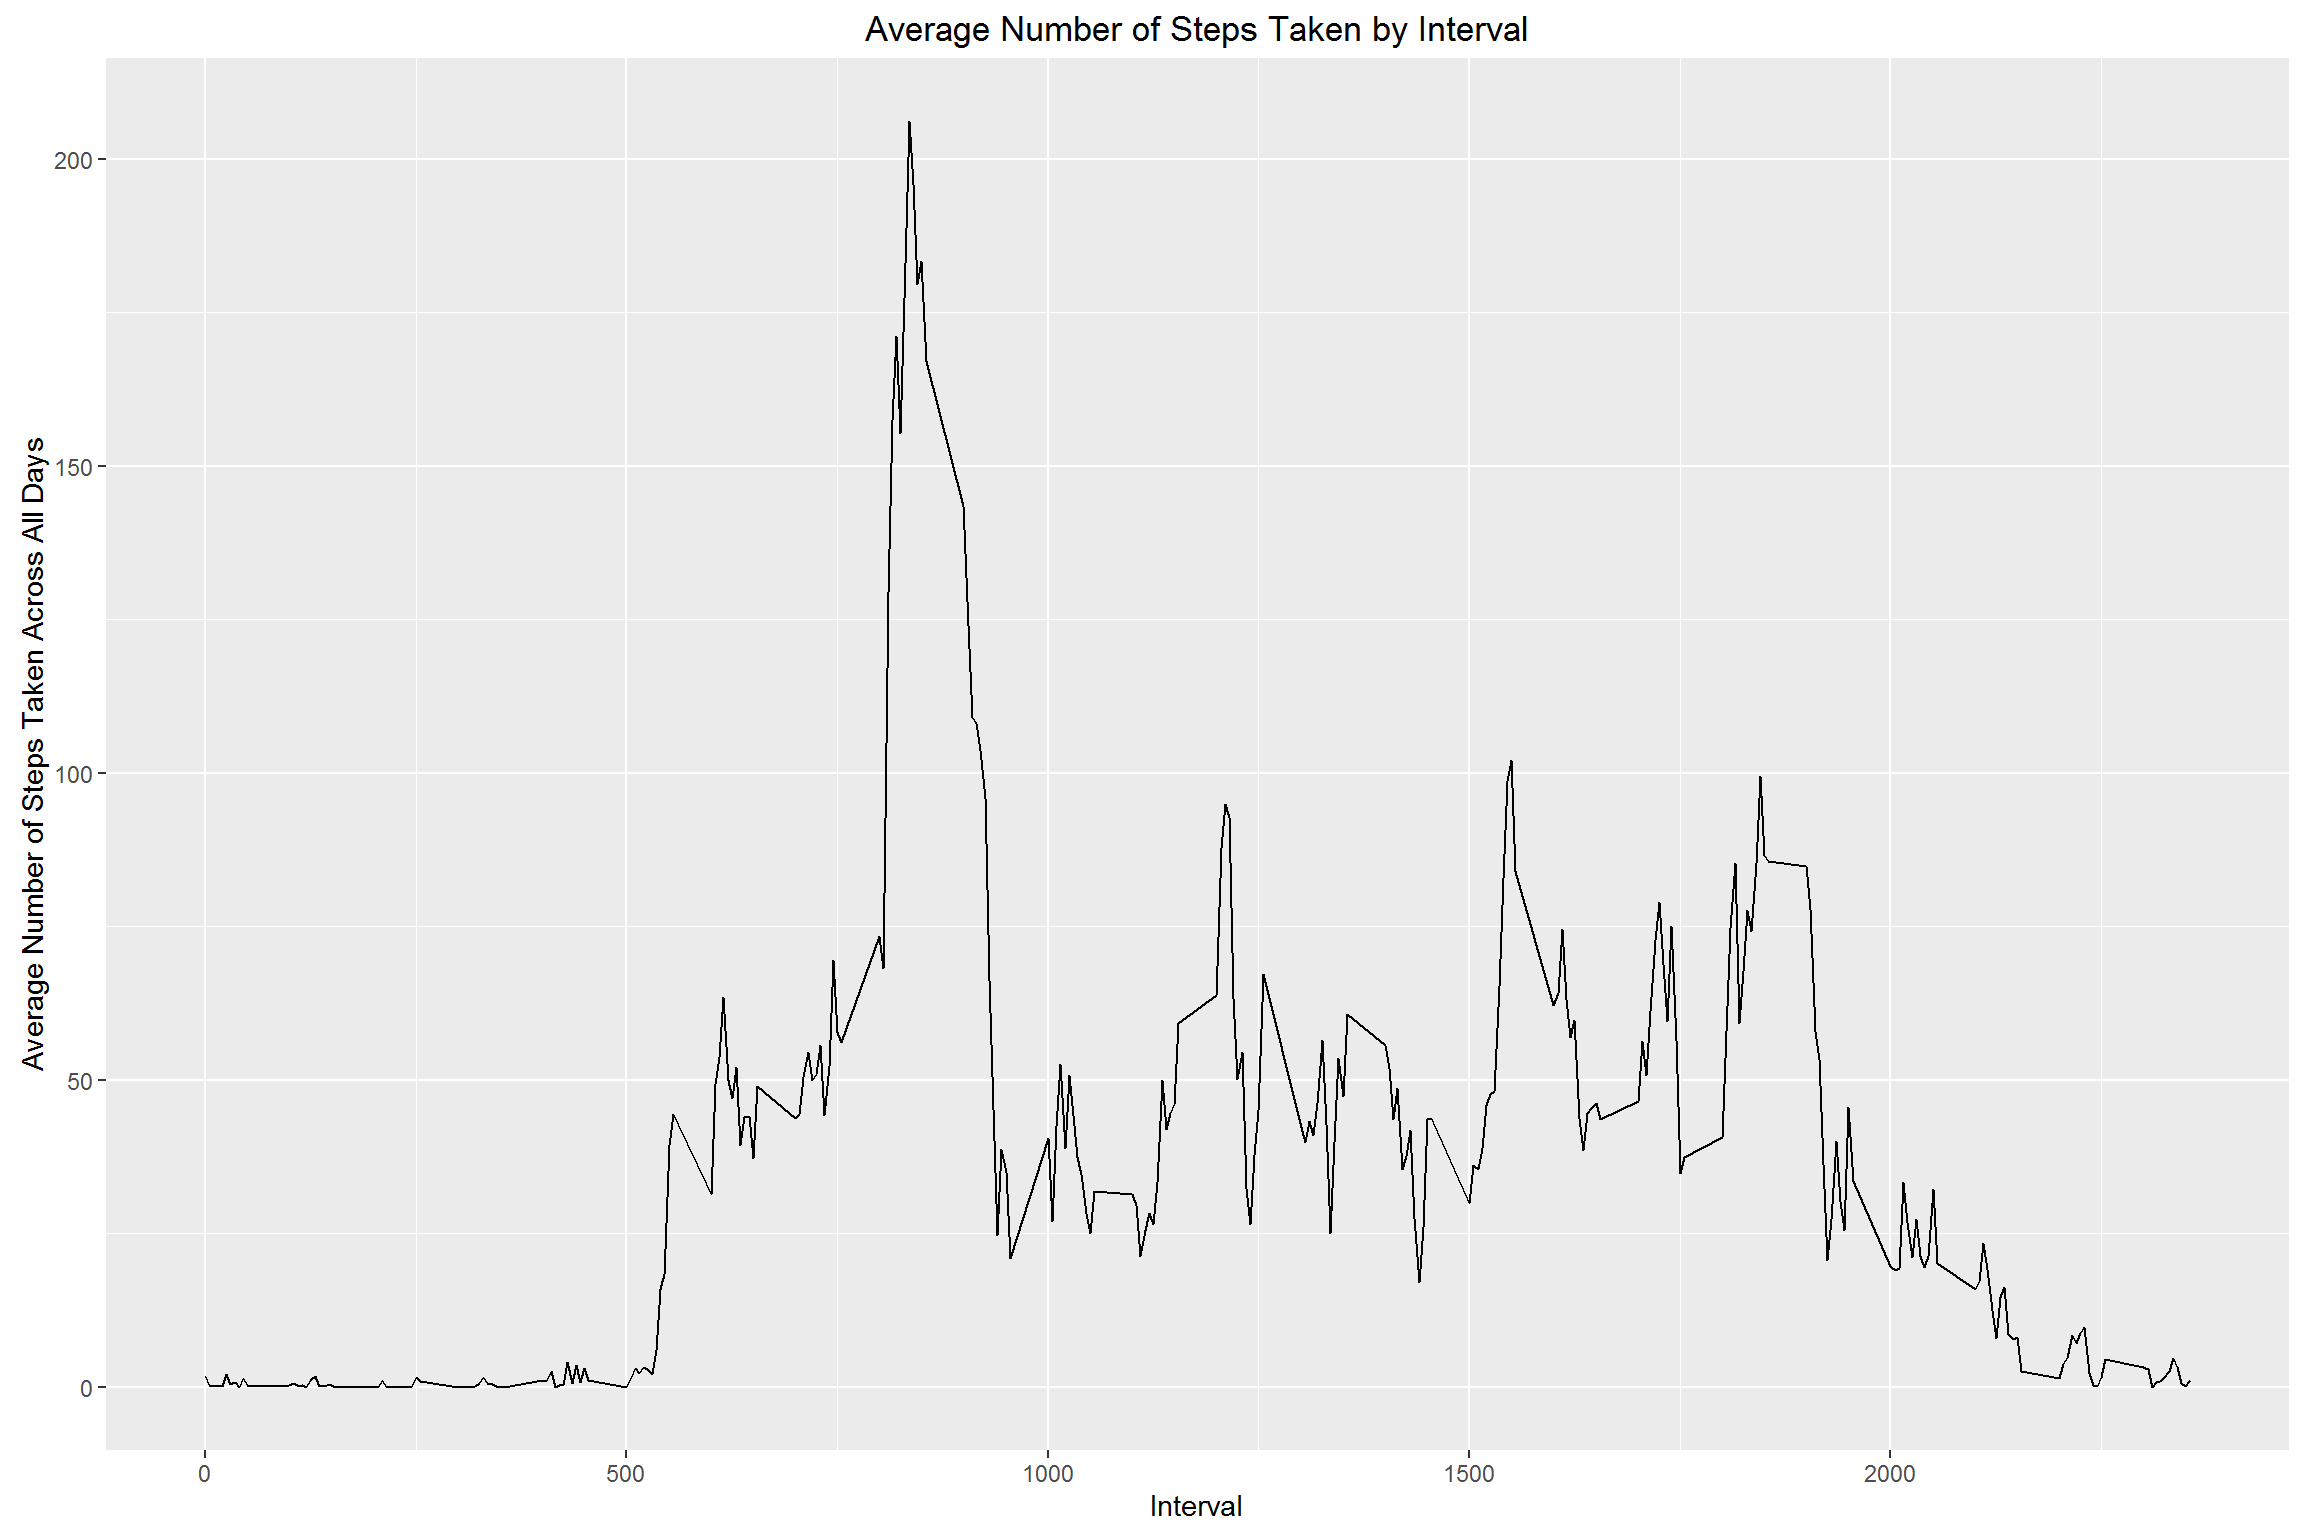 Average Number of Steps Taken by Interval
Average Number of Steps Taken Across All Days
200
150
100
50
0
0 500 1000 1500 2000
Interval